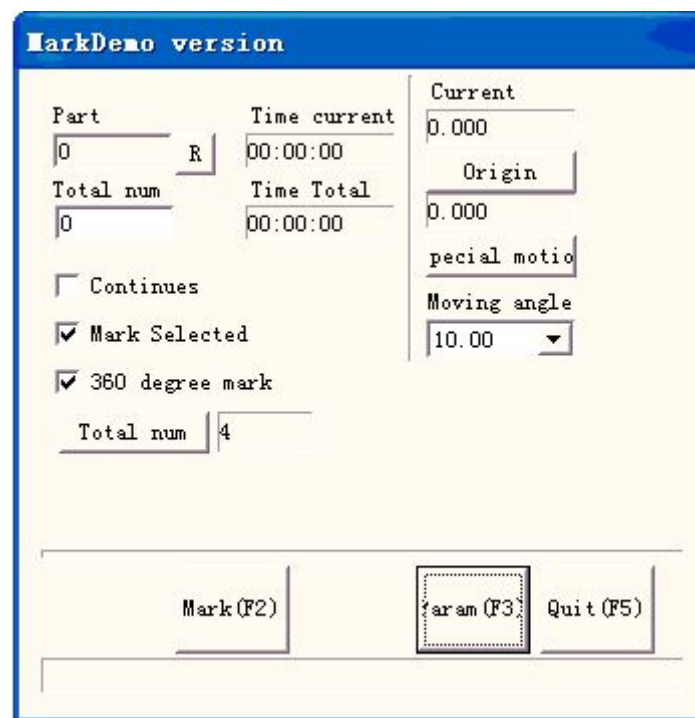 MarkDemo version
Part
Time current
0
R
00:00:00
Total num
Time Total
0
00:00:00
Continues
Mark Selected
360 degree mark
Total num
4
Current
0.000
Origin
0.000
pecial motio
Moving angle
10.00
Mark(F2)
Param(F3)
Quit(F5)